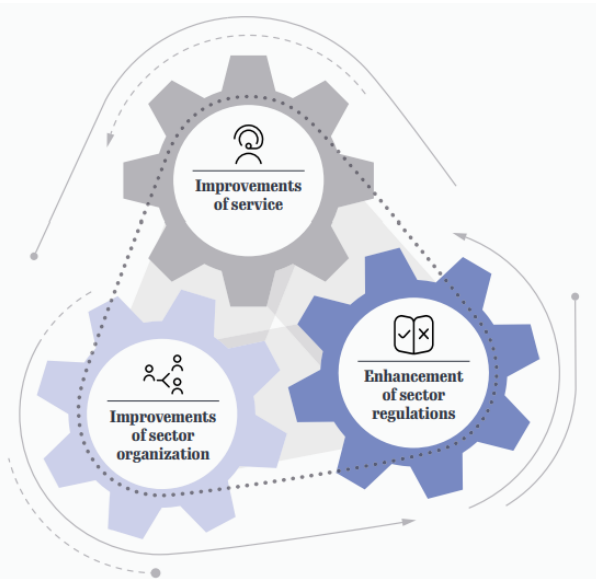 Improvements
of service
Enhancement
of sector
regulations
Improvements
of sector
organization